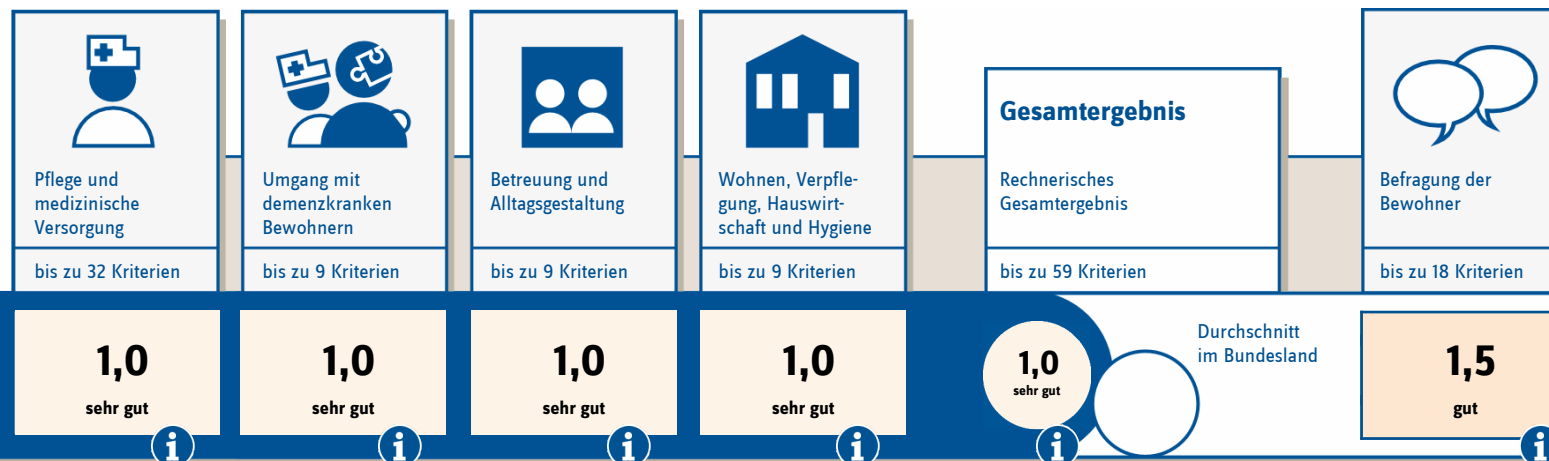 Pflege und
medizinische
Versorgung
bis zu 32 Kriterien
1,0
sehr gut
Umgang mit
demenzkranken
Bewohnern
bis zu 9 Kriterien
1,0
sehr gut
Betreuung und
Alltagsgestaltung
bis zu 9 Kriterien
1,0
sehr gut
Wohnen, Verpfle-
gung, Hauswirt-
schaft und Hygiene
bis zu 9 Kriterien
1,0
sehr gut
Gesamtergebnis
Rechnerisches
Gesamtergebnis
bis zu 59 Kriterien
1,0
sehr gut
Durchschnitt
im Bundesland
Befragung der
Bewohner
bis zu 18 Kriterien
1,5
gut